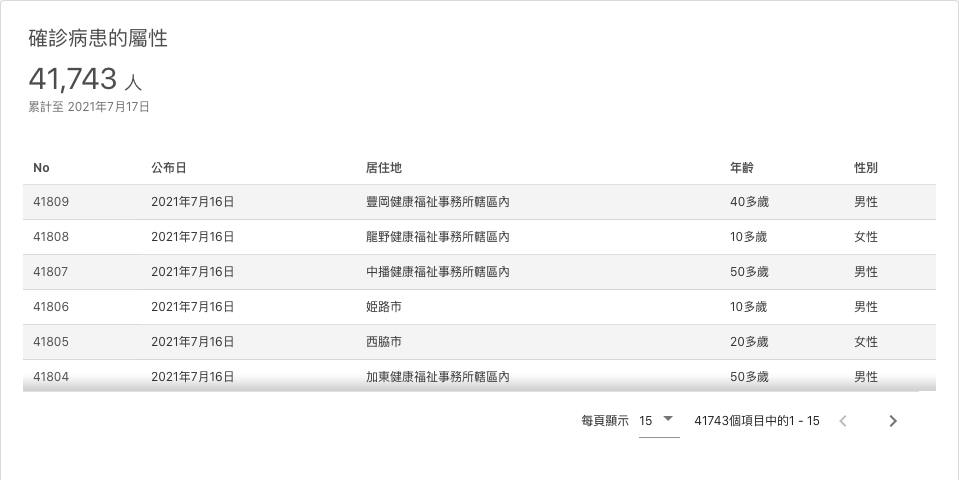 確診病患的屬性
41,743 人
累計至 2021年7月17日
No 公布日 居住地 年齡 性別
41809 2021年7月16日 豐岡健康福祉事務所轄區內 40多歲 男性
41808 2021年7月16日 龍野健康福祉事務所轄區內 10多歲 女性
41807 2021年7月16日 中播健康福祉事務所轄區內 50多歲 男性
41806 2021年7月16日 姬路市 10多歲 男性
41805 2021年7月16日 西脇市 20多歲 女性
41804 2021年7月16日 加東健康福祉事務所轄區內 50多歲 男性
每頁顯示 15 41743個項目中的1 - 15